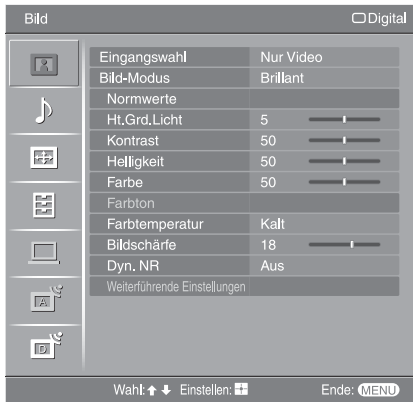 Bild Digital
Eingangswahl Nur Video
Bild-Modus Brillant
Normwerte
Ht.Grd.Licht 5
Kontrast 50
Helligkeit 50
Farbe 50
Farbton
Farbtemperatur Kalt
Bildschärfe 18
Dyn. NR Aus
Weiterführende Einstellungen
A
D
Wahl: Einstellen: Ende: MENU